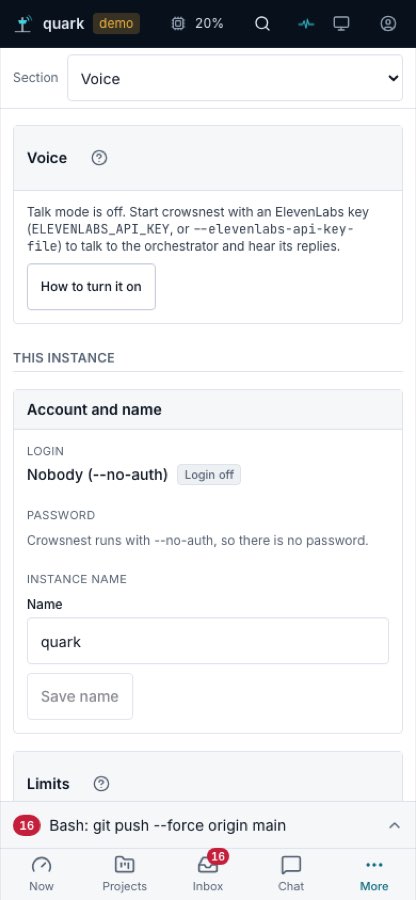 quark demo 20%
Section Voice
Voice
Talk mode is off. Start crowsnest with an ElevenLabs key
(ELEVENLABS_API_KEY, or --elevenlabs-api-key-
file) to talk to the orchestrator and hear its replies.
How to turn it on
THIS INSTANCE
Account and name
LOGIN
Nobody (--no-auth) Login off
PASSWORD
Crowsnest runs with --no-auth, so there is no password.
INSTANCE NAME
Name
quark
Save name
Limits
16 Bash: git push --force origin main
16
Now Projects Inbox Chat More